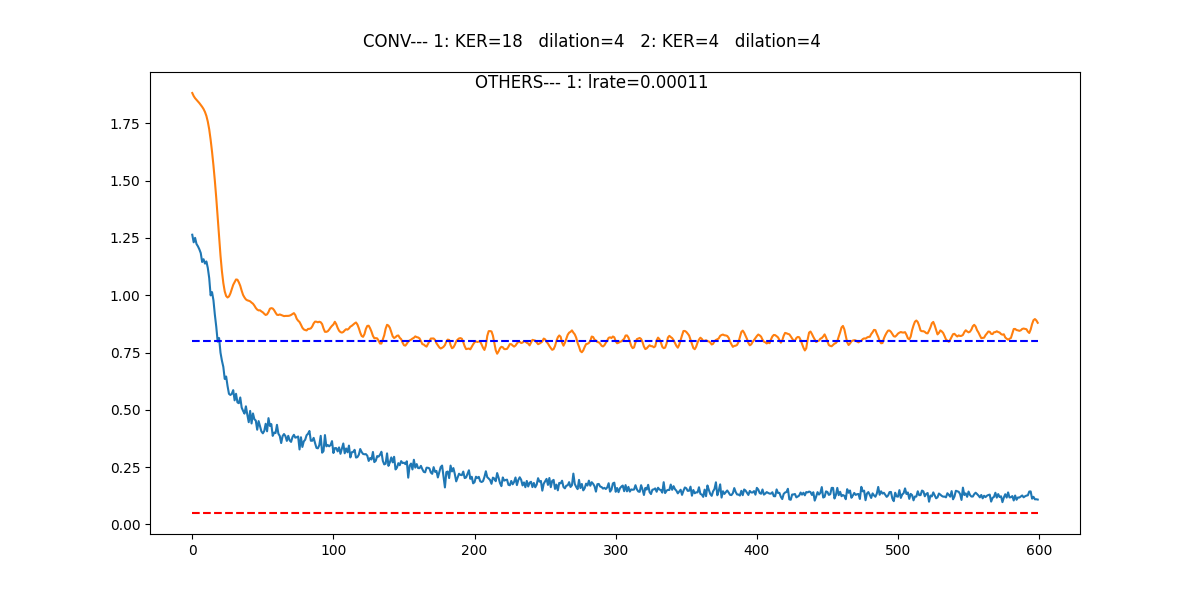 CONV--- 1: KER=18   dilation=4   2: KER=4   dilation=4
OTHERS--- 1: lrate=0.00011
1.75
1.50
1.25
1.00
0.75
0.50
0.25
0.00
0 100 200 300 400 500 600